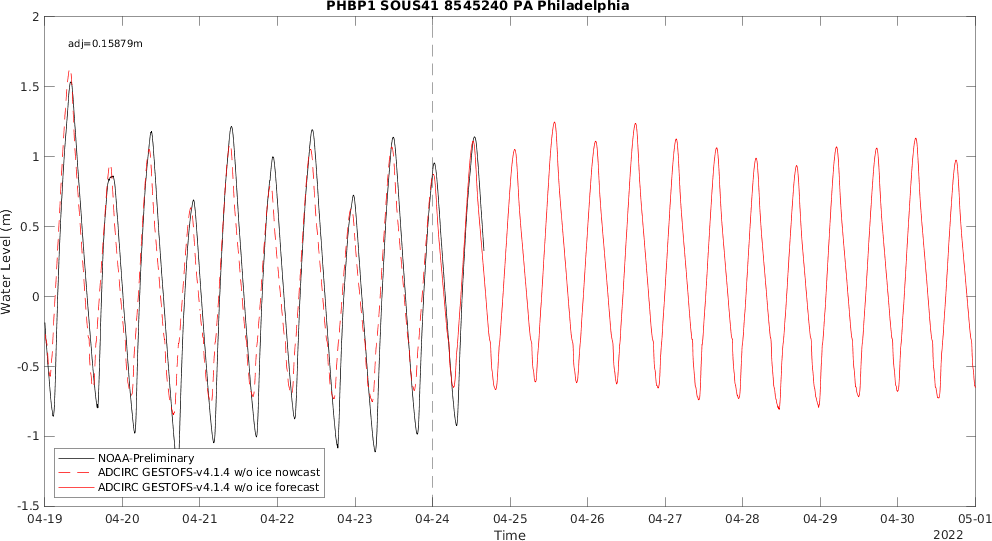 PHBP1 SOUS41 8545240 PA Philadelphia
adj=0.15879m
2
1.5
1
0.5
0
-0.5
-1
-1.5
Water Level (m)
NOAA-Preliminary
ADCIRC GESTOFS-v4.1.4 w/o ice nowcast
ADCIRC GESTOFS-v4.1.4 w/o ice forecast
04-19 04-20 04-21 04-22 04-23 04-24 04-25 04-26 04-27 04-28 04-29 04-30 05-01
Time
2022